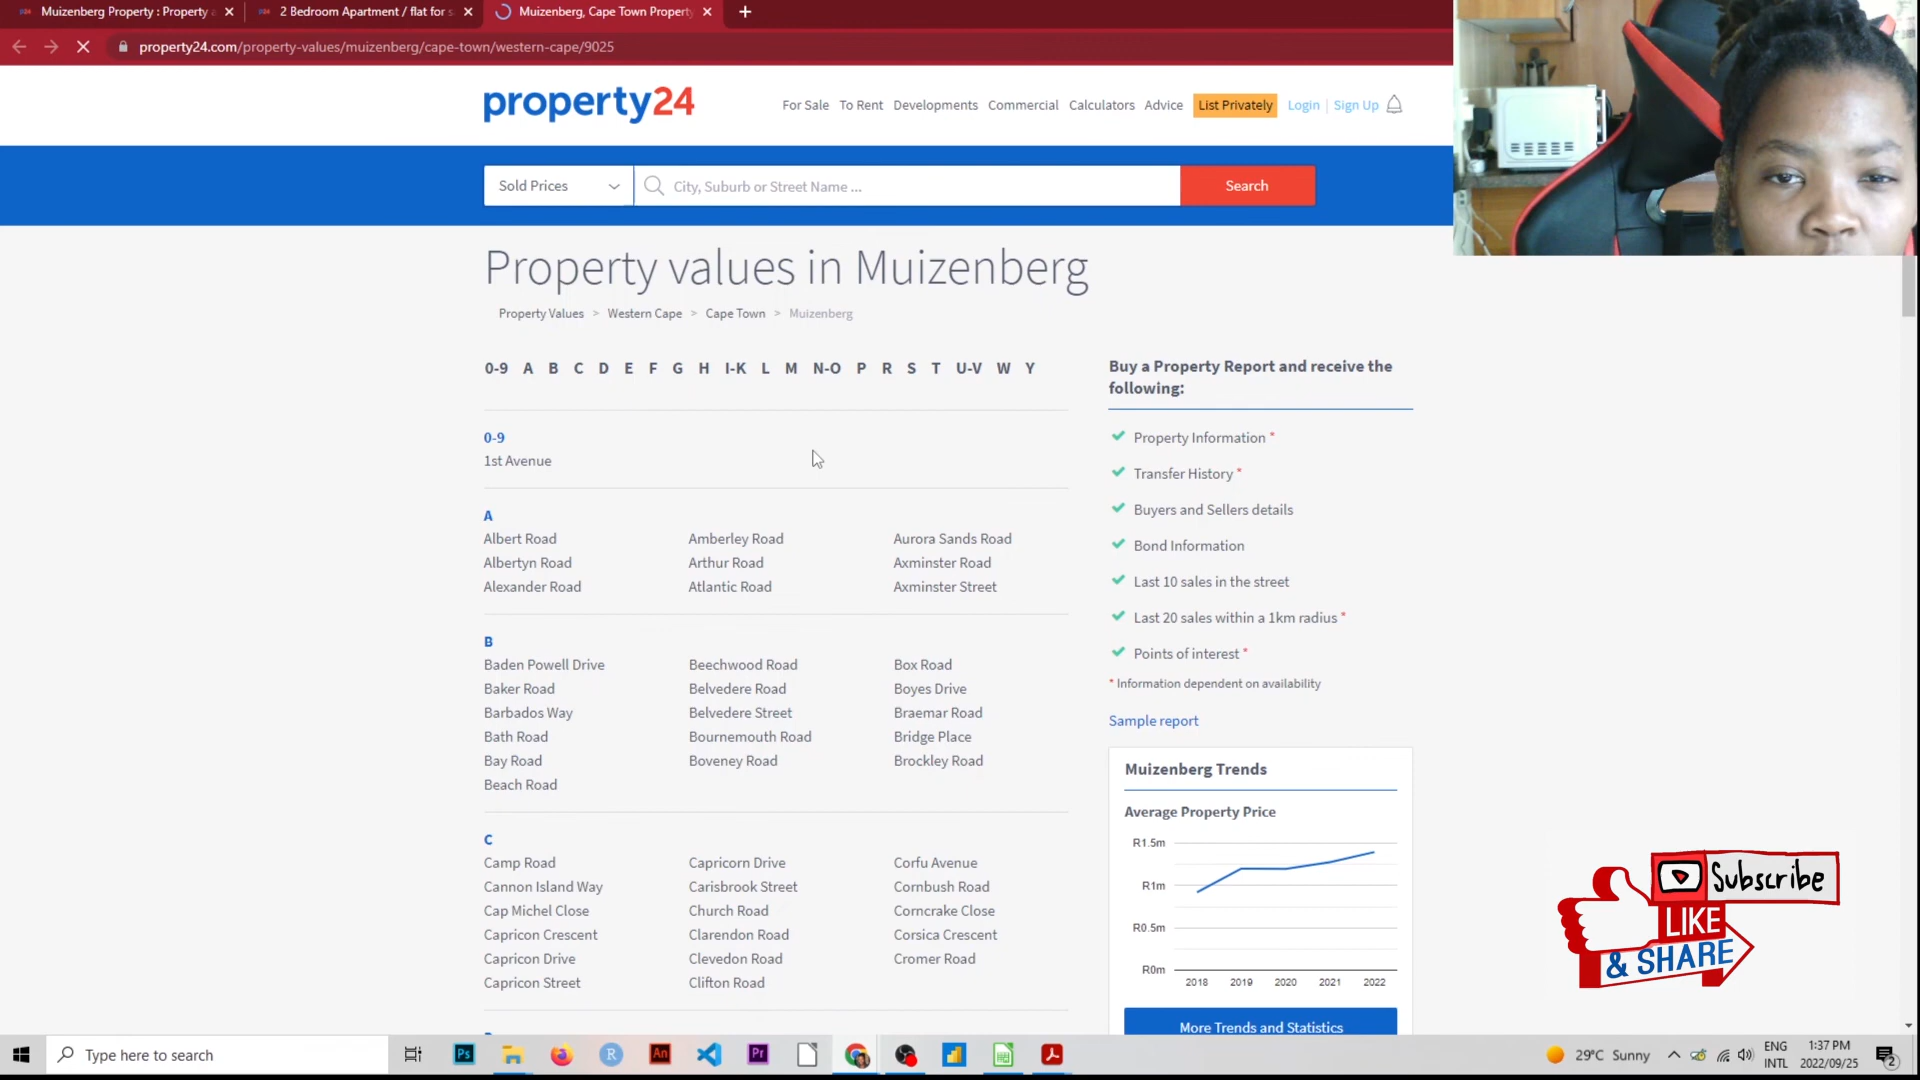 Muizenberg Property : Property
2 Bedroom Apartment / flat for s
Muizenberg, Cape Town Property
property24.com/property-values/muizenberg/cape-town/western-cape/9025
property24
For Sale To Rent Developments Commercial Calculators Advice List Privately Login | Sign Up
Sold Prices
City, Suburb or Street Name ...
Search
Property values in Muizenberg
Property Values > Western Cape > Cape Town > Muizenberg
0-9 A B C D E F G H I-K L M N-O P R S T U-V W Y
0-9
1st Avenue
A
Albert Road Amberley Road Aurora Sands Road
Albertyn Road Arthur Road Axminster Road
Alexander Road Atlantic Road Axminster Street
B
Baden Powell Drive Beechwood Road Box Road
Baker Road Belvedere Road Boyes Drive
Barbados Way Belvedere Street Braemar Road
Bath Road Bournemouth Road Bridge Place
Bay Road Boveney Road Brockley Road
Beach Road
C
Camp Road Capricorn Drive Corfu Avenue
Cannon Island Way Carisbrook Street Cornbush Road
Cap Michel Close Church Road Corncrake Close
Capricon Crescent Clarendon Road Corsica Crescent
Capricon Drive Clevedon Road Cromer Road
Capricon Street Clifton Road
Buy a Property Report and receive the
following:
Property Information *
Transfer History *
Buyers and Sellers details
Bond Information
Last 10 sales in the street
Last 20 sales within a 1km radius *
Points of interest *
* Information dependent on availability
Sample report
Muizenberg Trends
Average Property Price
R1.5m
R1m
R0.5m
R0m
2018 2019 2020 2021 2022
More Trends and Statistics
Subscribe
LIKE
& SHARE
Type here to search
Ps
R
An
Pr
29°C Sunny
ENG
INTL
1:37 PM
2022/09/25
2